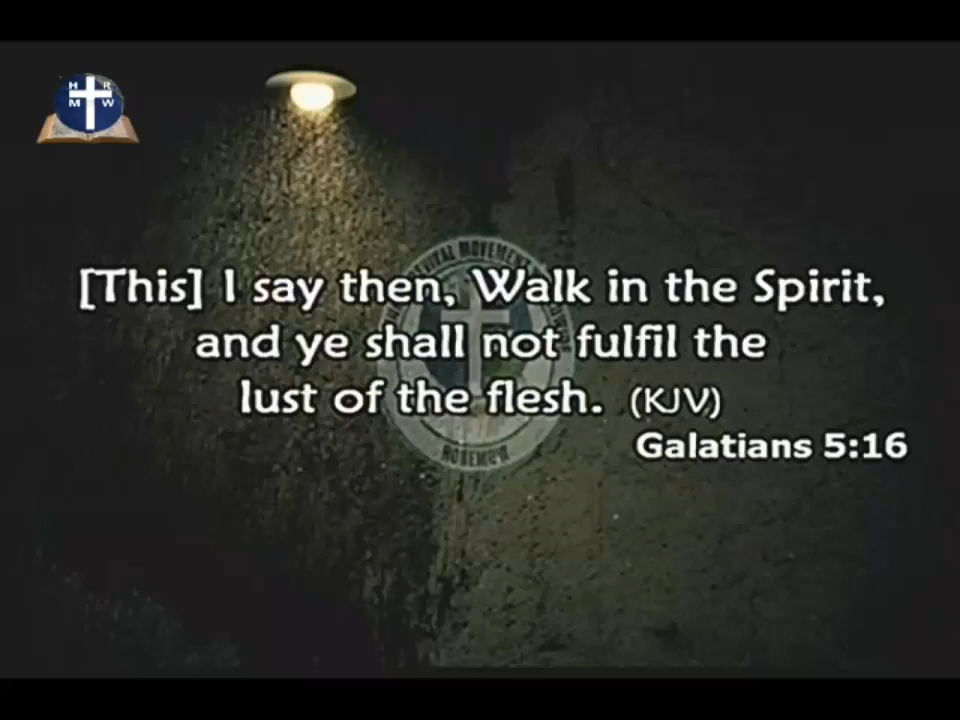 H R
M W
[This] I say then, Walk in the Spirit,
and ye shall not fulfil the
lust of the flesh. (KJV)
Galatians 5:16